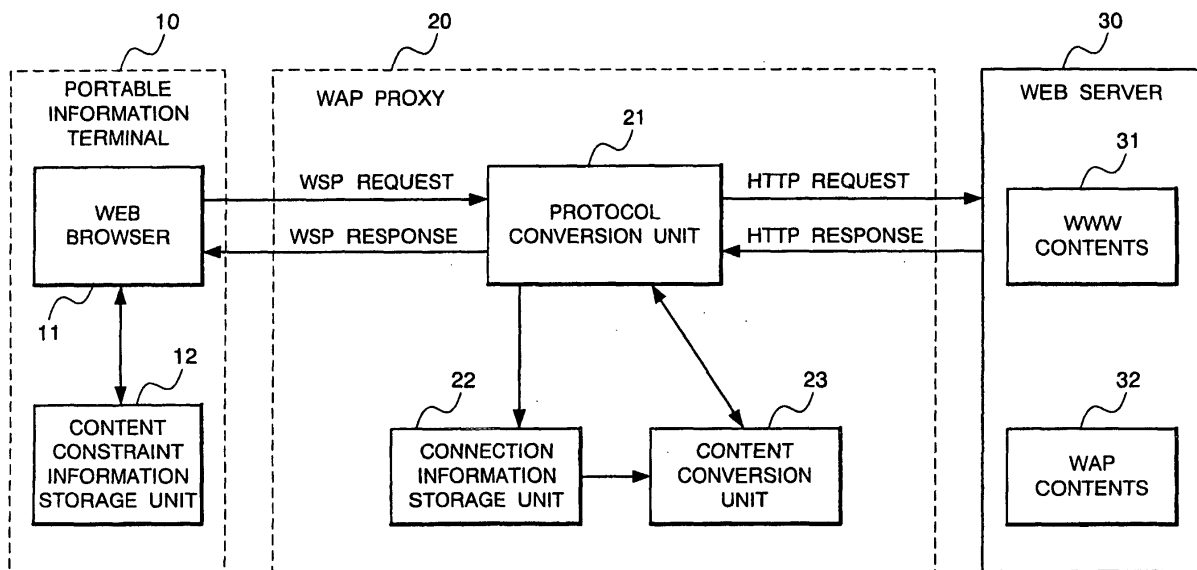 10
PORTABLE
INFORMATION
TERMINAL
WEB
BROWSER
11
12
CONTENT
CONSTRAINT
INFORMATION
STORAGE UNIT
20
WAP PROXY
WSP REQUEST
WSP RESPONSE
21
PROTOCOL
CONVERSION UNIT
HTTP REQUEST
HTTP RESPONSE
22
CONNECTION
INFORMATION
STORAGE UNIT
23
CONTENT
CONVERSION
UNIT
30
WEB SERVER
31
WWW
CONTENTS
32
WAP
CONTENTS